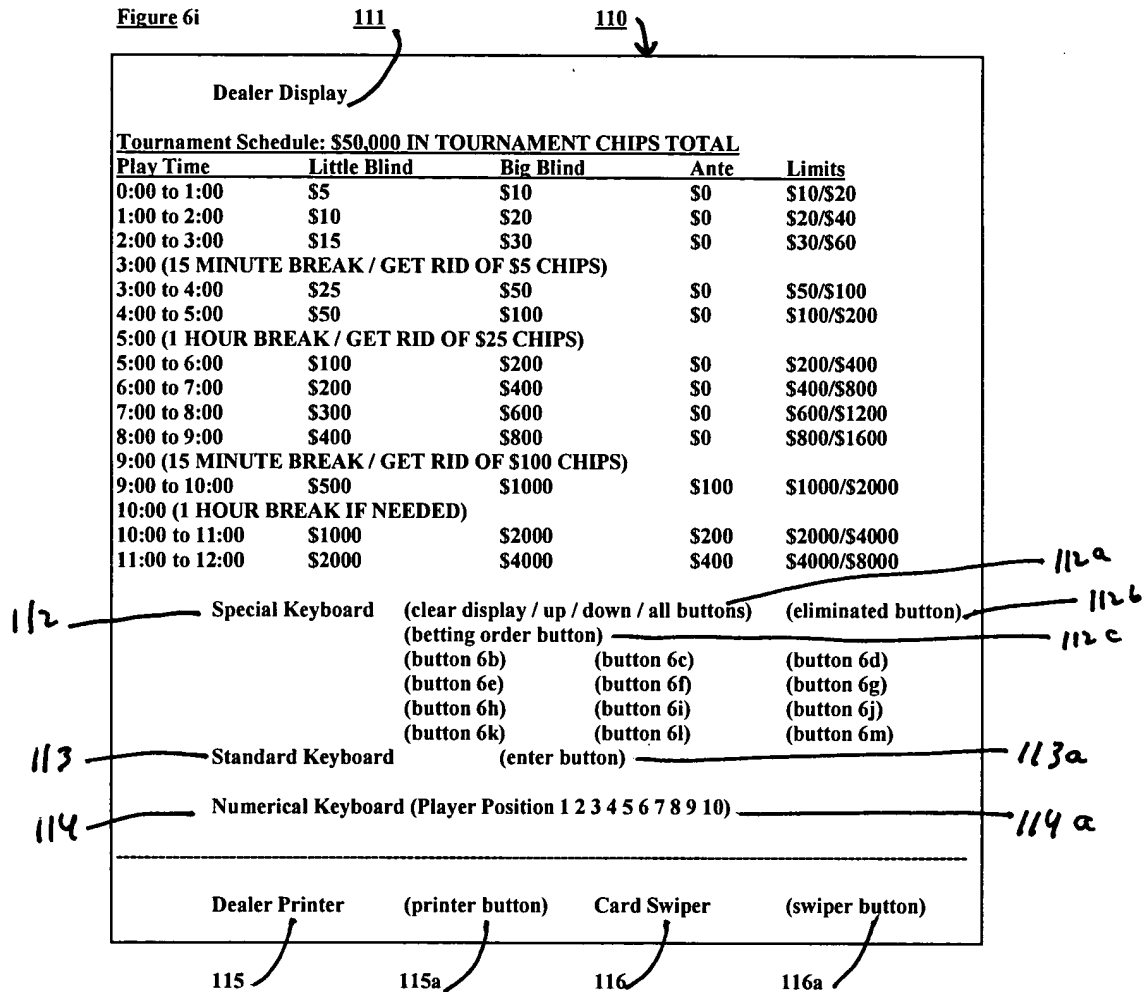 Figure 6i 111 110
Dealer Display
Tournament Schedule: $50,000 IN TOURNAMENT CHIPS TOTAL
Play Time Little Blind Big Blind Ante Limits
0:00 to 1:00 $5 $10 $0 $10/$20
1:00 to 2:00 $10 $20 $0 $20/$40
2:00 to 3:00 $15 $30 $0 $30/$60
3:00 (15 MINUTE BREAK / GET RID OF $5 CHIPS)
3:00 to 4:00 $25 $50 $0 $50/$100
4:00 to 5:00 $50 $100 $0 $100/$200
5:00 (1 HOUR BREAK / GET RID OF $25 CHIPS)
5:00 to 6:00 $100 $200 $0 $200/$400
6:00 to 7:00 $200 $400 $0 $400/$800
7:00 to 8:00 $300 $600 $0 $600/$1200
8:00 to 9:00 $400 $800 $0 $800/$1600
9:00 (15 MINUTE BREAK / GET RID OF $100 CHIPS)
9:00 to 10:00 $500 $1000 $100 $1000/$2000
10:00 (1 HOUR BREAK IF NEEDED)
10:00 to 11:00 $1000 $2000 $200 $2000/$4000
11:00 to 12:00 $2000 $4000 $400 $4000/$8000
112a
112 Special Keyboard (clear display / up / down / all buttons) (eliminated button) 112b
(betting order button) 112c
(button 6b) (button 6c) (button 6d)
(button 6e) (button 6f) (button 6g)
(button 6h) (button 6i) (button 6j)
(button 6k) (button 6l) (button 6m)
113 Standard Keyboard (enter button) 113a
114 Numerical Keyboard (Player Position 1 2 3 4 5 6 7 8 9 10) 114a
Dealer Printer (printer button) Card Swiper (swiper button)
115 115a 116 116a